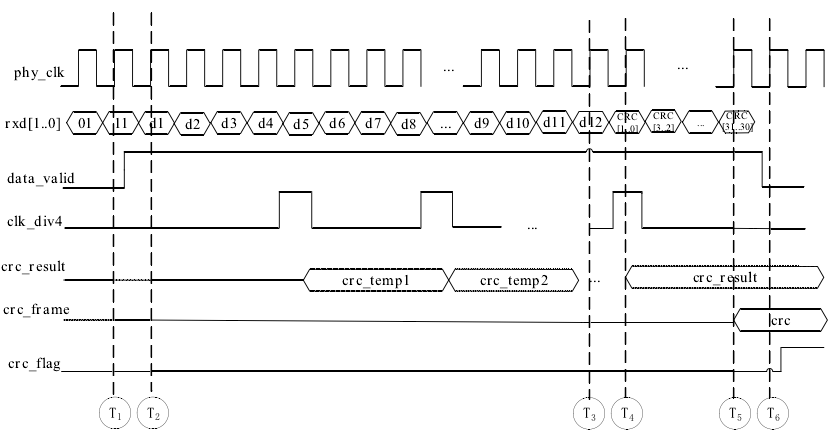 phy_clk ... ...
rxd[1..0] 01 11 d1 d2 d3 d4 d5 d6 d7 d8 ... d9 d10 d11 d12 CRC [1..0] CRC [3..2] ... CRC [31..30]
data_valid
clk_div4 ...
crc_result crc_temp1 crc_temp2 ... crc_result
crc_frame crc
crc_flag
T1 T2 T3 T4 T5 T6